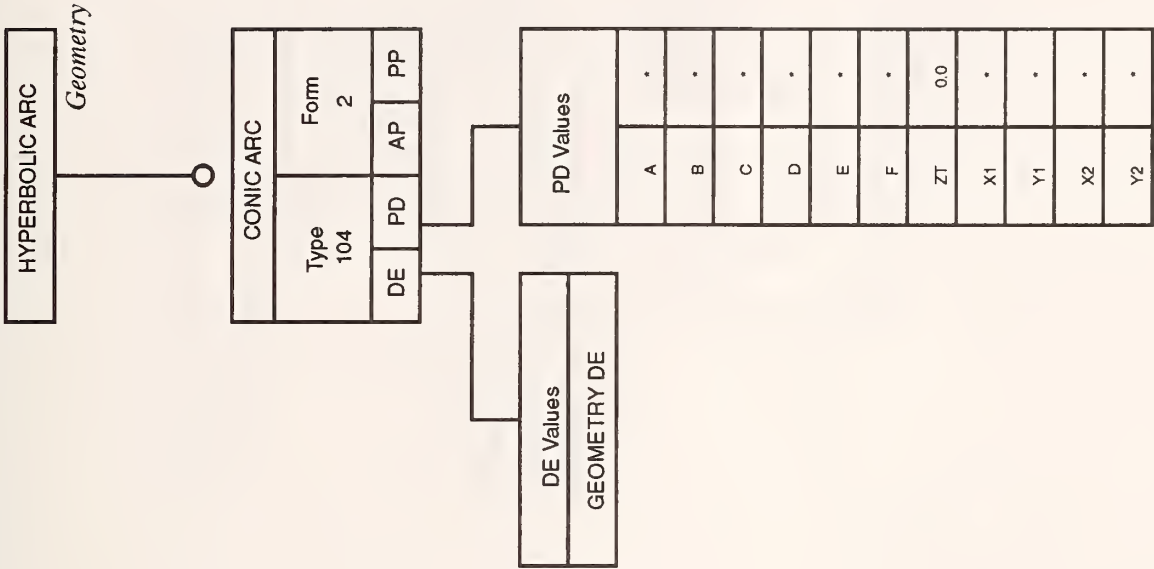 HYPERBOLIC ARC
Geometry
CONIC ARC
Type
104
Form
2
DE PD AP PP
DE Values
GEOMETRY DE
PD Values
A *
B *
C *
D *
E *
F *
ZT 0.0
X1 *
Y1 *
X2 *
Y2 *